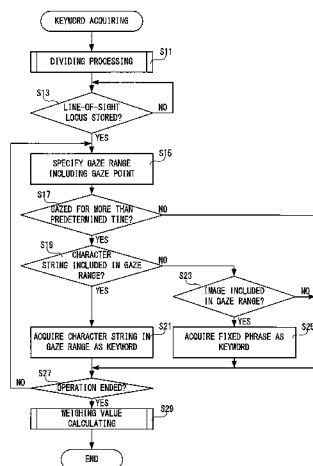 KEYWORD ACQUIRING
S11
DIVIDING PROCESSING
S13
LINE-OF-SIGHT
LOCUS STORED?
NO
YES
S15
SPECIFY GAZE RANGE
INCLUDING GAZE POINT
S17
GAZED FOR MORE THAN
PREDETERMINED TIME?
NO
YES
S19
CHARACTER
STRING INCLUDED IN GAZE
RANGE?
NO
YES
S23
IMAGE INCLUDED
IN GAZE RANGE?
NO
YES
S21
ACQUIRE CHARACTER STRING IN
GAZE RANGE AS KEYWORD
S25
ACQUIRE FIXED PHRASE AS
KEYWORD
S27
OPERATION ENDED?
NO
YES
S29
WEIGHING VALUE
CALCULATING
END